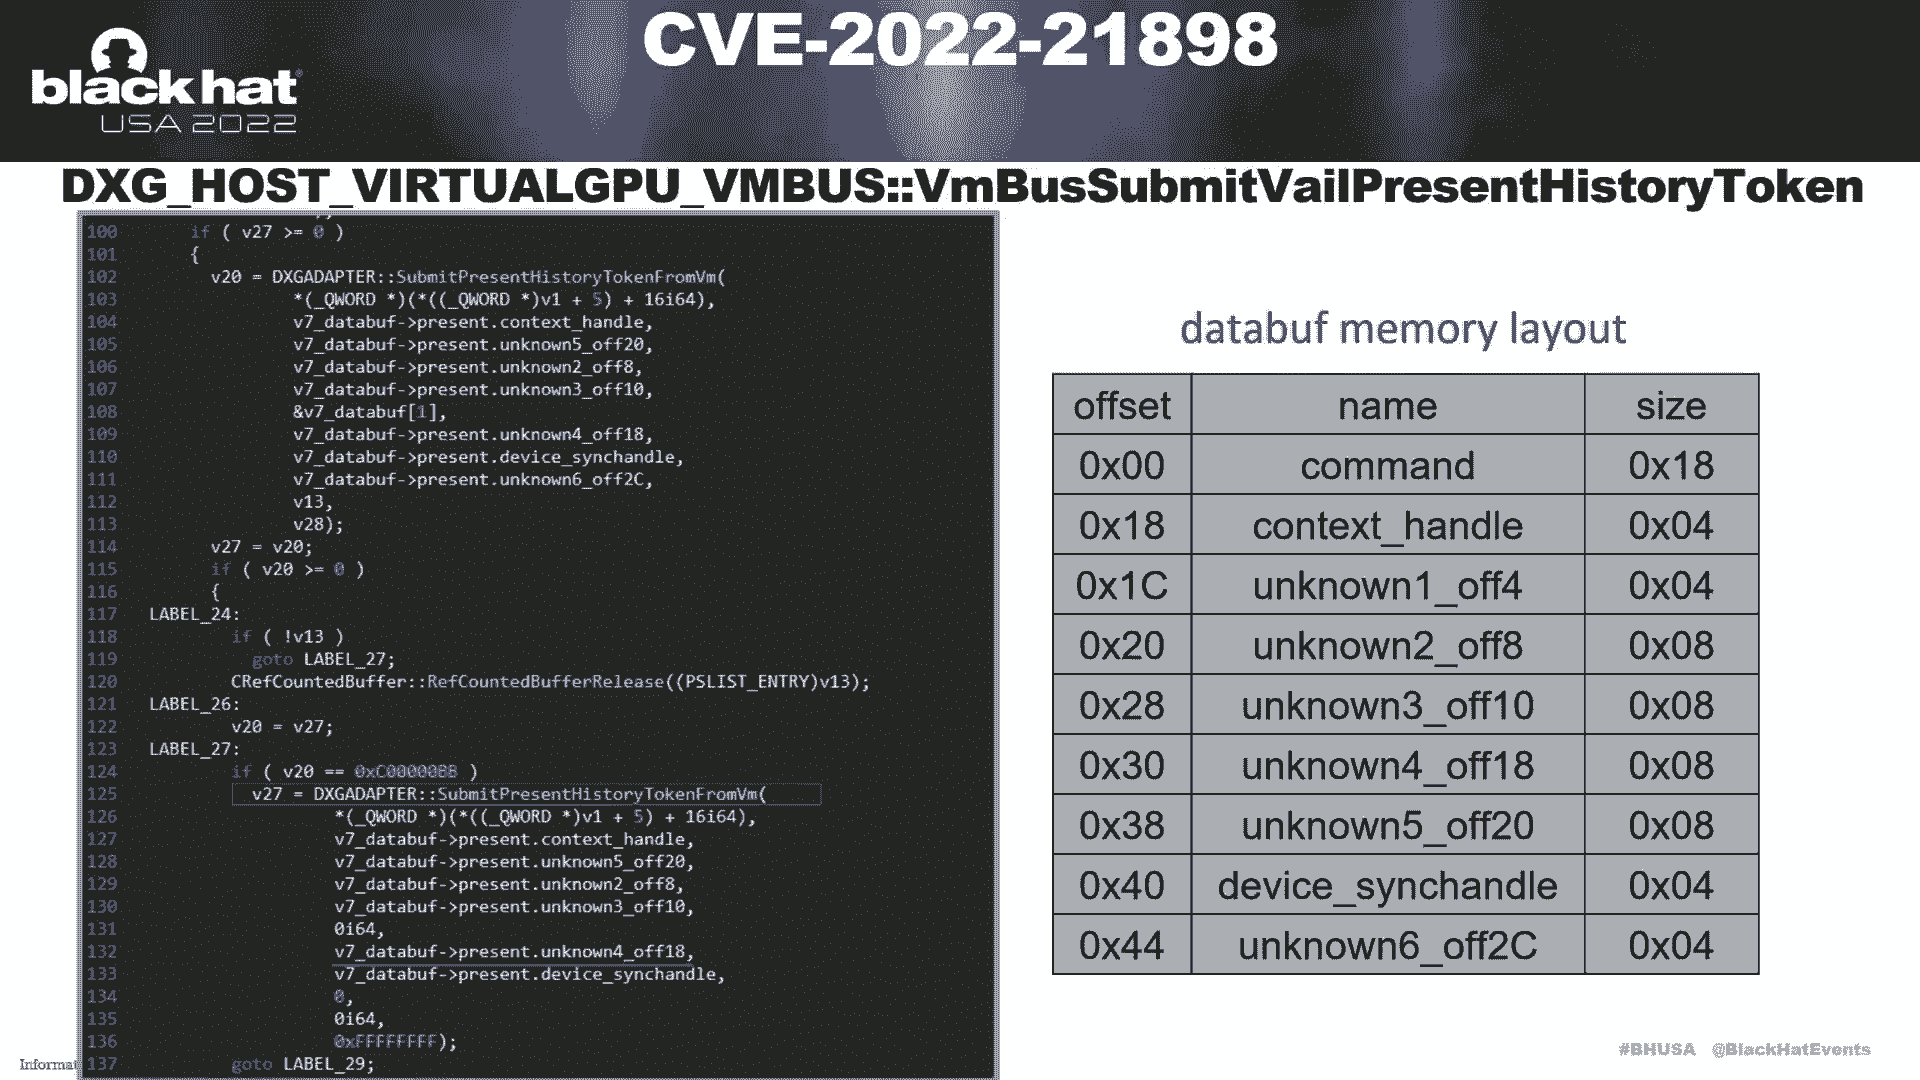 CVE-2022-21898
black hat
USA 2022
DXG_HOST_VIRTUALGPU_VMBUS::VmBusSubmitVailPresentHistoryToken
100 if ( v27 >= 0 )
101 {
102 v20 = DXGADAPTER::SubmitPresentHistoryTokenFromVm(
103 *(_QWORD *)(*((_QWORD *)v1 + 5) + 16i64),
104 v7_databuf->present.context_handle,
105 v7_databuf->present.unknown5_off20,
106 v7_databuf->present.unknown2_off8,
107 v7_databuf->present.unknown3_off10,
108 &v7_databuf[1],
109 v7_databuf->present.unknown4_off18,
110 v7_databuf->present.device_synchandle,
111 v7_databuf->present.unknown6_off2C,
112 v13,
113 v28);
114 v27 = v20;
115 if ( v20 >= 0 )
116 {
117 LABEL_24:
118 if ( !v13 )
119 goto LABEL_27;
120 CRefCountedBuffer::RefCountedBufferRelease((PSLIST_ENTRY)v13);
121 LABEL_26:
122 v20 = v27;
123 LABEL_27:
124 if ( v20 == 0xC00000BB )
125 v27 = DXGADAPTER::SubmitPresentHistoryTokenFromVm(
126 *(_QWORD *)(*((_QWORD *)v1 + 5) + 16i64),
127 v7_databuf->present.context_handle,
128 v7_databuf->present.unknown5_off20,
129 v7_databuf->present.unknown2_off8,
130 v7_databuf->present.unknown3_off10,
131 0i64,
132 v7_databuf->present.unknown4_off18,
133 v7_databuf->present.device_synchandle,
134 0,
135 0i64,
136 0xFFFFFFFF);
137 goto LABEL_29;
databuf memory layout
offset name size
0x00 command 0x18
0x18 context_handle 0x04
0x1C unknown1_off4 0x04
0x20 unknown2_off8 0x08
0x28 unknown3_off10 0x08
0x30 unknown4_off18 0x08
0x38 unknown5_off20 0x08
0x40 device_synchandle 0x04
0x44 unknown6_off2C 0x04
Informat
#BHUSA @BlackHatEvents